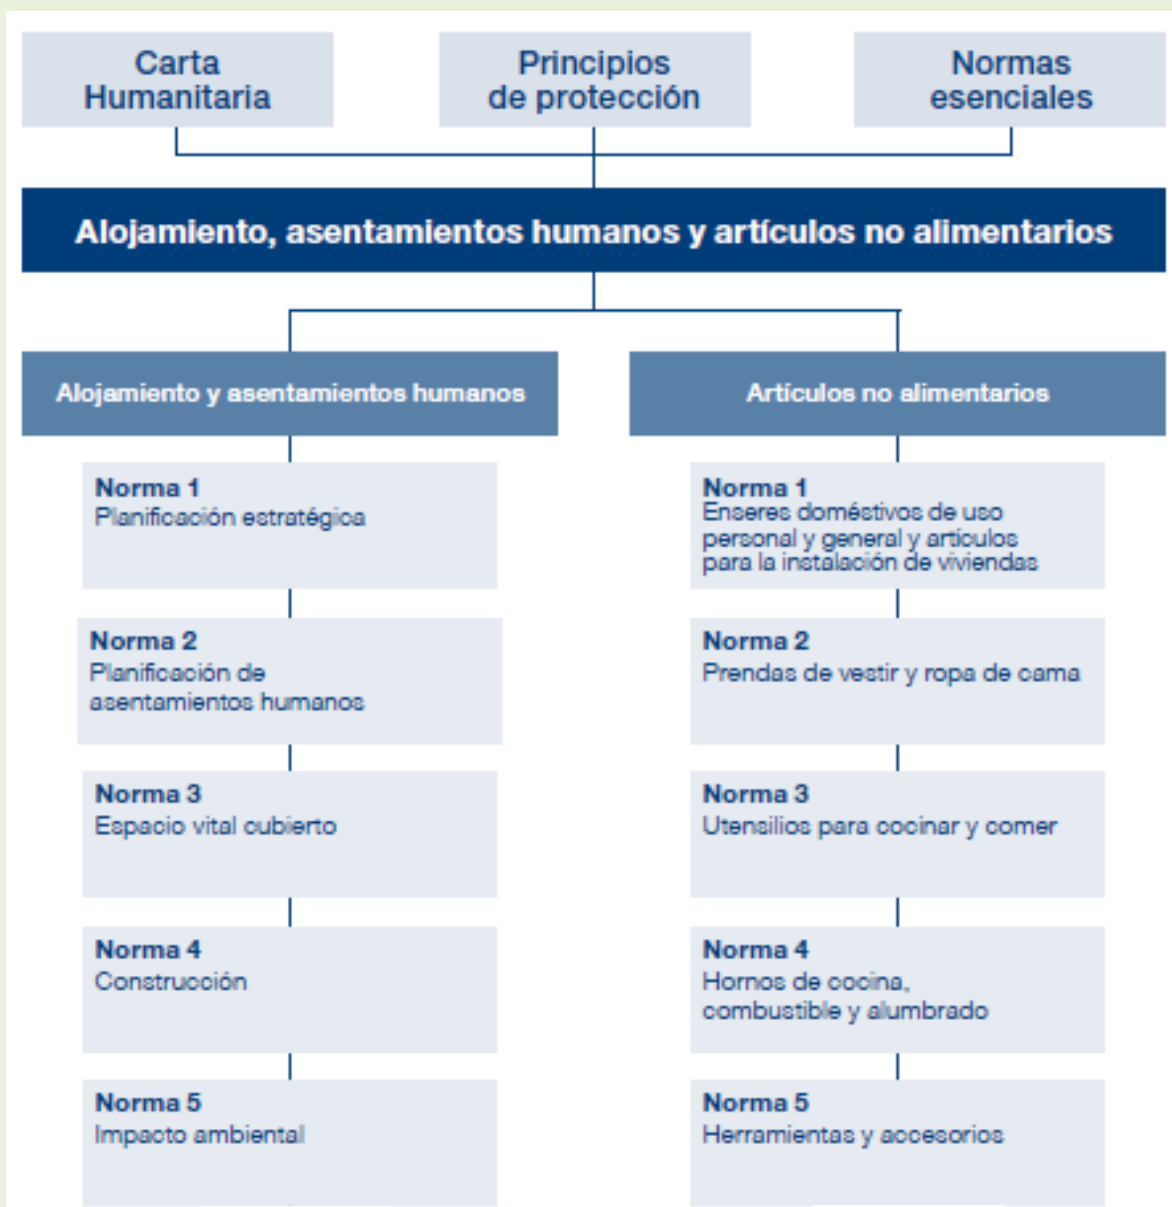 Carta
Humanitaria
Principios
de protección
Normas
esenciales
Alojamiento, asentamientos humanos y artículos no alimentarios
Alojamiento y asentamientos humanos
Norma 1
Planificación estratégica
Norma 2
Planificación de
asentamientos humanos
Norma 3
Espacio vital cubierto
Norma 4
Construcción
Norma 5
Impacto ambiental
Artículos no alimentarios
Norma 1
Enseres doméstivos de uso
personal y general y artículos
para la instalación de viviendas
Norma 2
Prendas de vestir y ropa de cama
Norma 3
Utensilios para cocinar y comer
Norma 4
Hornos de cocina,
combustible y alumbrado
Norma 5
Herramientas y accesorios